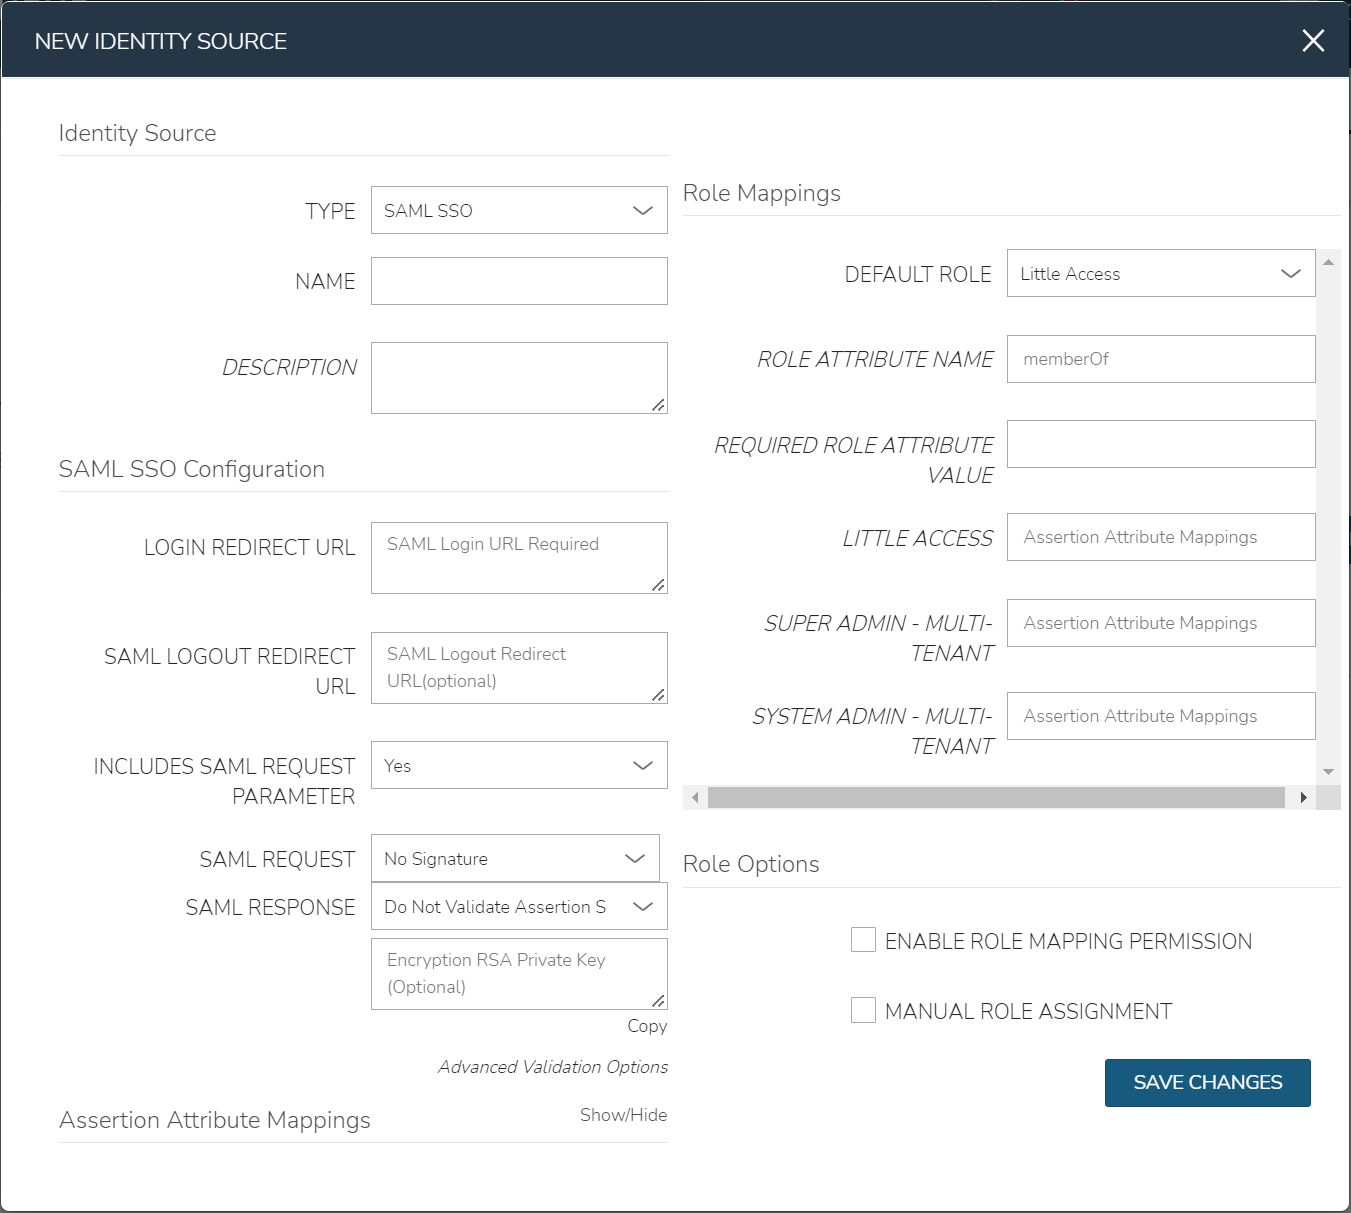 NEW IDENTITY SOURCE
Identity Source
TYPE
SAML SSO
NAME
DESCRIPTION
SAML SSO Configuration
LOGIN REDIRECT URL
SAML Login URL Required
SAML LOGOUT REDIRECT
URL
SAML Logout Redirect
URL(optional)
INCLUDES SAML REQUEST
PARAMETER
Yes
SAML REQUEST
No Signature
SAML RESPONSE
Do Not Validate Assertion S
Encryption RSA Private Key
(Optional)
Copy
Advanced Validation Options
Assertion Attribute Mappings
Show/Hide
Role Mappings
DEFAULT ROLE
Little Access
ROLE ATTRIBUTE NAME
memberOf
REQUIRED ROLE ATTRIBUTE
VALUE
LITTLE ACCESS
Assertion Attribute Mappings
SUPER ADMIN - MULTI-
TENANT
Assertion Attribute Mappings
SYSTEM ADMIN - MULTI-
TENANT
Assertion Attribute Mappings
Role Options
ENABLE ROLE MAPPING PERMISSION
MANUAL ROLE ASSIGNMENT
SAVE CHANGES